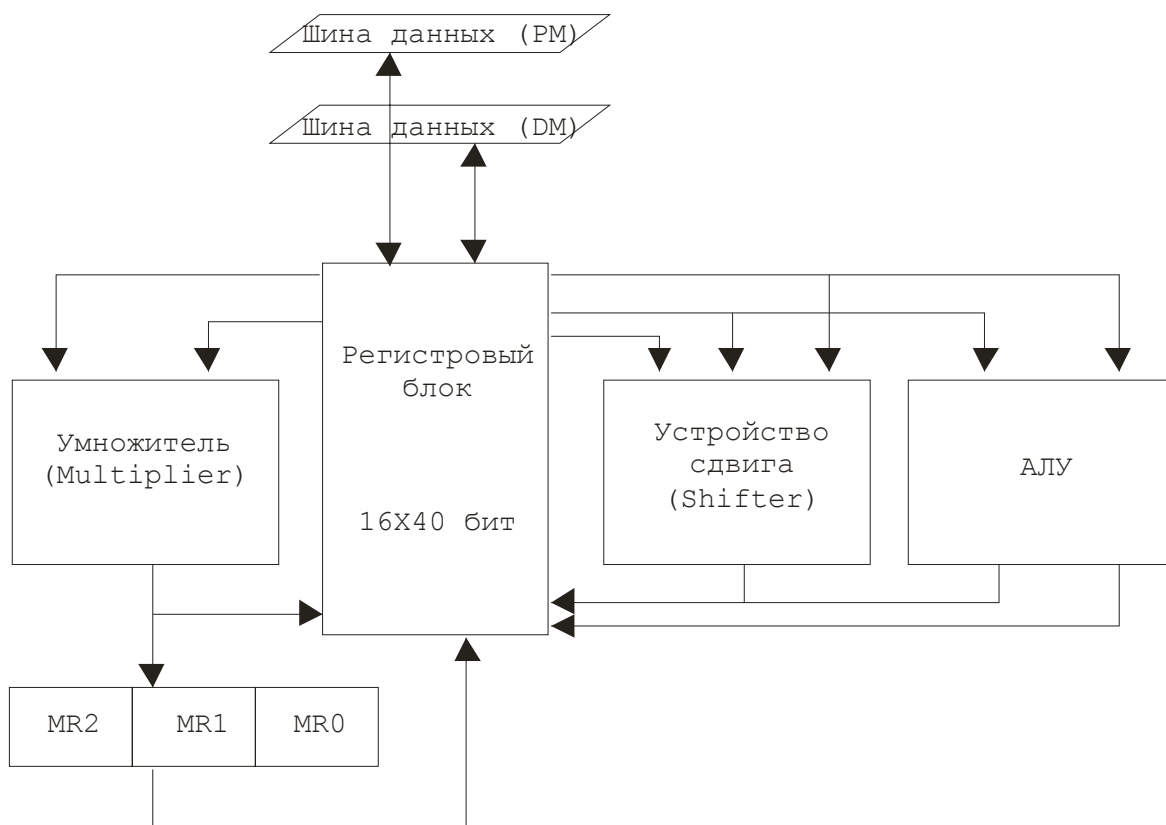 Шина данных (PM)
Шина данных (DM)
Регистровый
блок
16X40 бит
Умножитель
(Multiplier)
Устройство
сдвига
(Shifter)
АЛУ
MR2
MR1
MR0